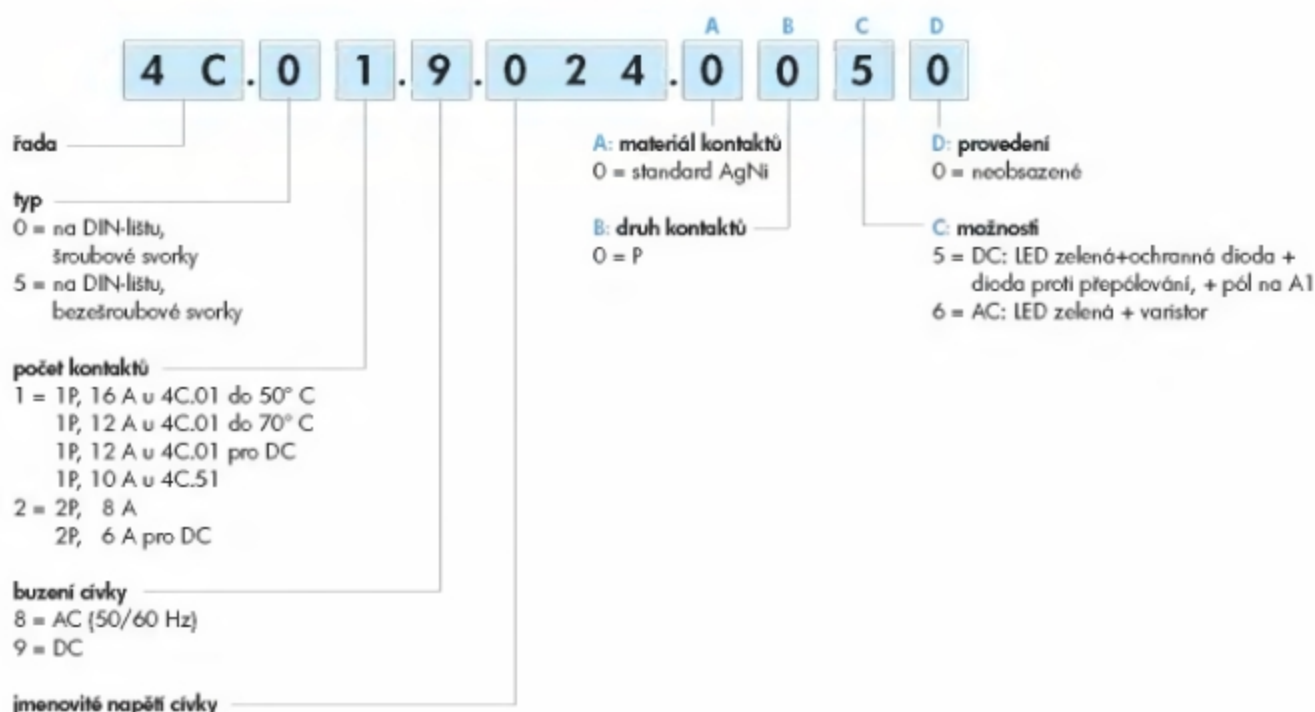 A B C D
4 C . 0 1 . 9 . 0 2 4 . 0 0 5 0
řada
typ
0 = na DIN-lištu,
šroubové svorky
5 = na DIN-lištu,
bezešroubové svorky
počet kontaktů
1 = 1P, 16 A u 4C.01 do 50° C
1P, 12 A u 4C.01 do 70° C
1P, 12 A u 4C.01 pro DC
1P, 10 A u 4C.51
2 = 2P, 8 A
2P, 6 A pro DC
buzení cívky
8 = AC (50/60 Hz)
9 = DC
jmenovité napětí cívky
A: materiál kontaktů
0 = standard AgNi
B: druh kontaktů
0 = P
D: provedení
0 = neobsazené
C: možnosti
5 = DC: LED zelená+ochranná dioda +
dioda proti přepólování, + pól na A1
6 = AC: LED zelená + varistor